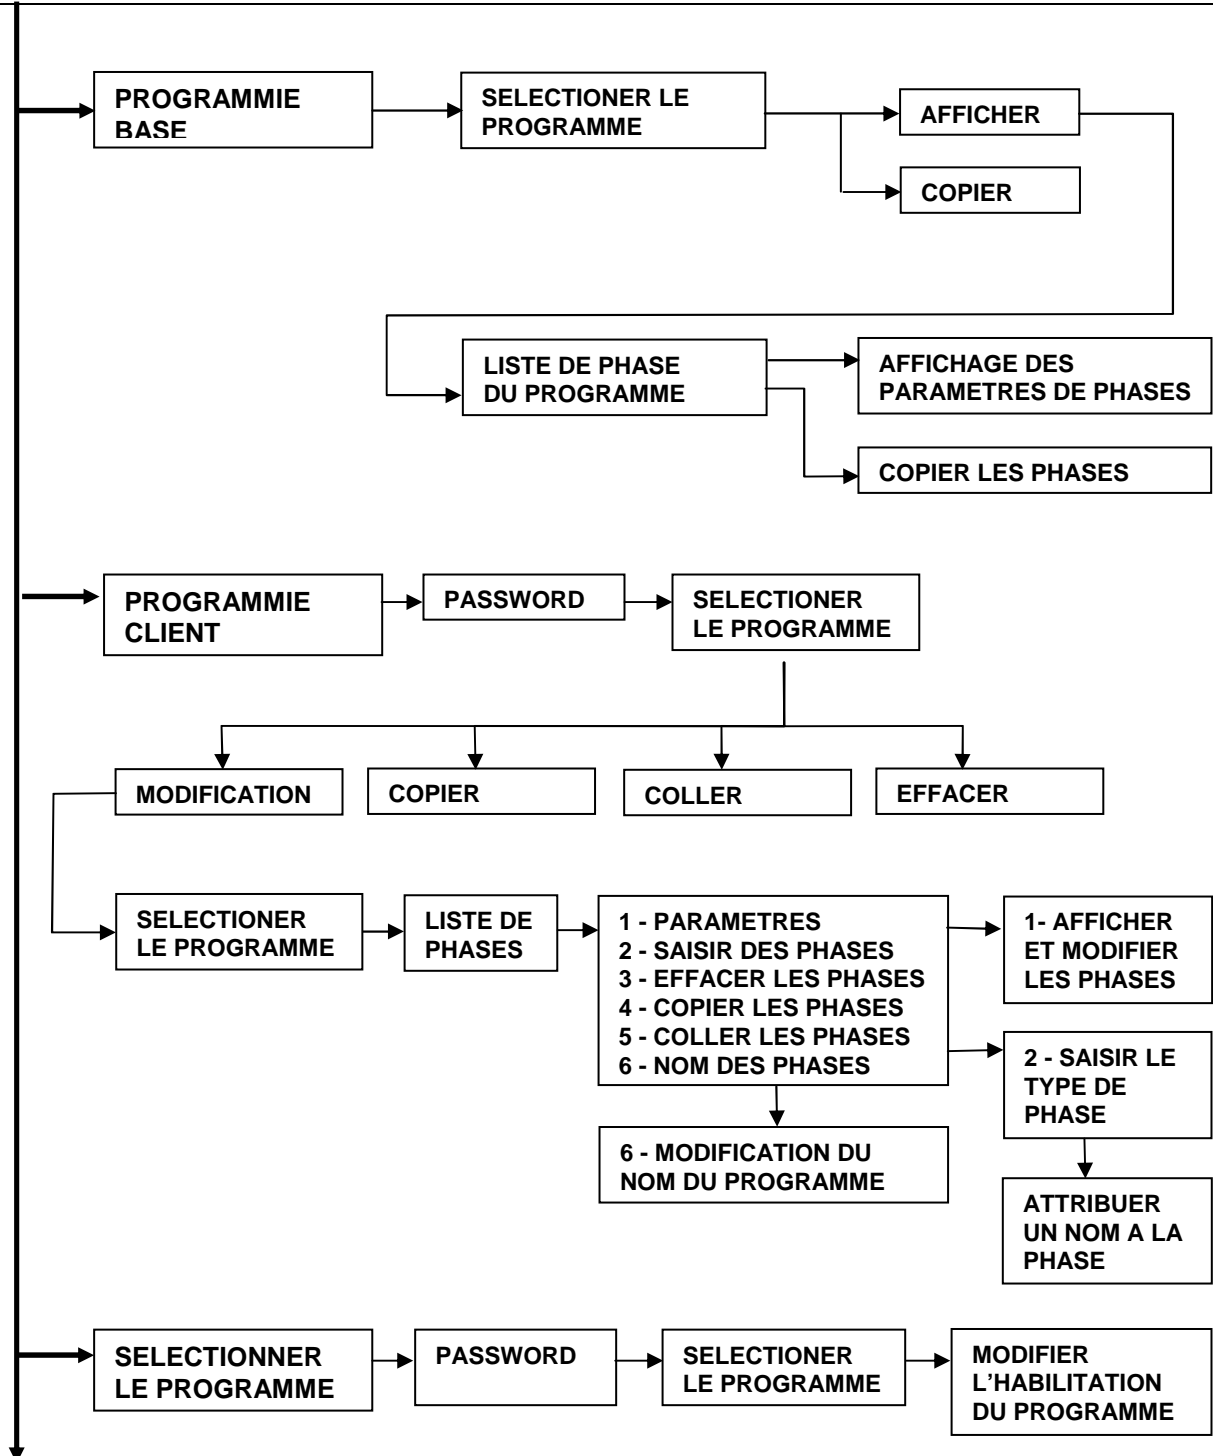 PROGRAMMIE
BASE
SELECTIONER LE
PROGRAMME
AFFICHER
COPIER
LISTE DE PHASE
DU PROGRAMME
AFFICHAGE DES
PARAMETRES DE PHASES
COPIER LES PHASES
PROGRAMMIE
CLIENT
PASSWORD
SELECTIONER
LE PROGRAMME
MODIFICATION
COPIER
COLLER
EFFACER
SELECTIONER
LE PROGRAMME
LISTE DE
PHASES
1 - PARAMETRES
2 - SAISIR DES PHASES
3 - EFFACER LES PHASES
4 - COPIER LES PHASES
5 - COLLER LES PHASES
6 - NOM DES PHASES
1- AFFICHER
ET MODIFIER
LES PHASES
2 - SAISIR LE
TYPE DE
PHASE
6 - MODIFICATION DU
NOM DU PROGRAMME
ATTRIBUER
UN NOM A LA
PHASE
SELECTIONNER
LE PROGRAMME
PASSWORD
SELECTIONER
LE PROGRAMME
MODIFIER
L'HABILITATION
DU PROGRAMME